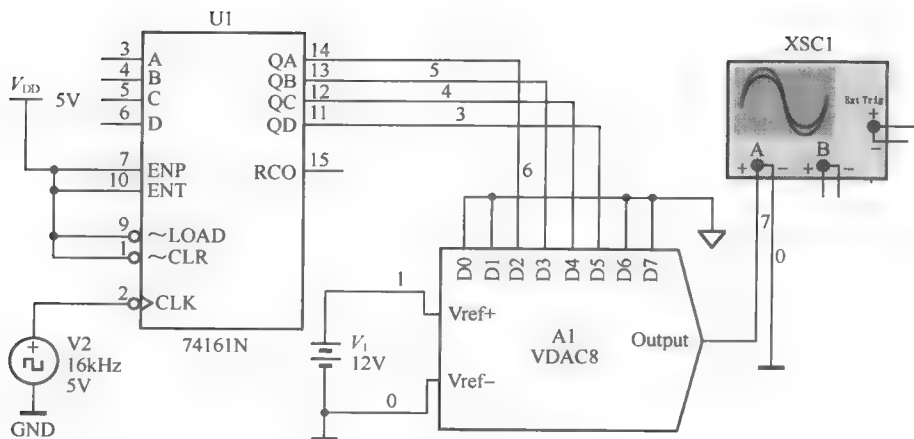 U1
XSC1
3 A QA 14
4 B QB 13 5
5 C QC 12 4
6 D QD 11 3
VDD
5V
7 ENP RCO 15
10 ENT
9 ~LOAD
1 ~CLR
2 CLK
74161N
V2
16kHz
5V
GND
6
D0 D1 D2 D3 D4 D5 D6 D7
1
Vref+
A1
VDAC8
Output
V1
12V
Vref−
0
Ext Trig
+
−
A B
+ − + −
7
0